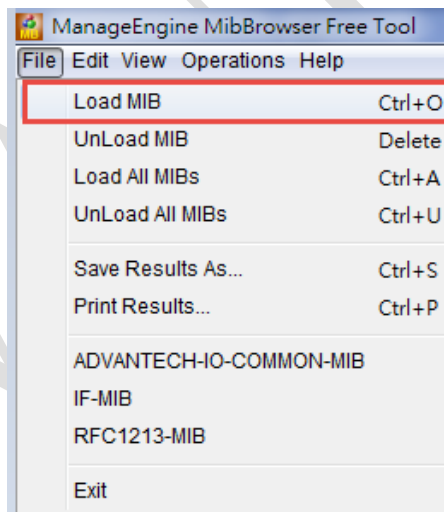 ManageEngine MibBrowser Free Tool
File Edit View Operations Help
Load MIB Ctrl+O
UnLoad MIB Delete
Load All MIBs Ctrl+A
UnLoad All MIBs Ctrl+U
Save Results As... Ctrl+S
Print Results... Ctrl+P
ADVANTECH-IO-COMMON-MIB
IF-MIB
RFC1213-MIB
Exit